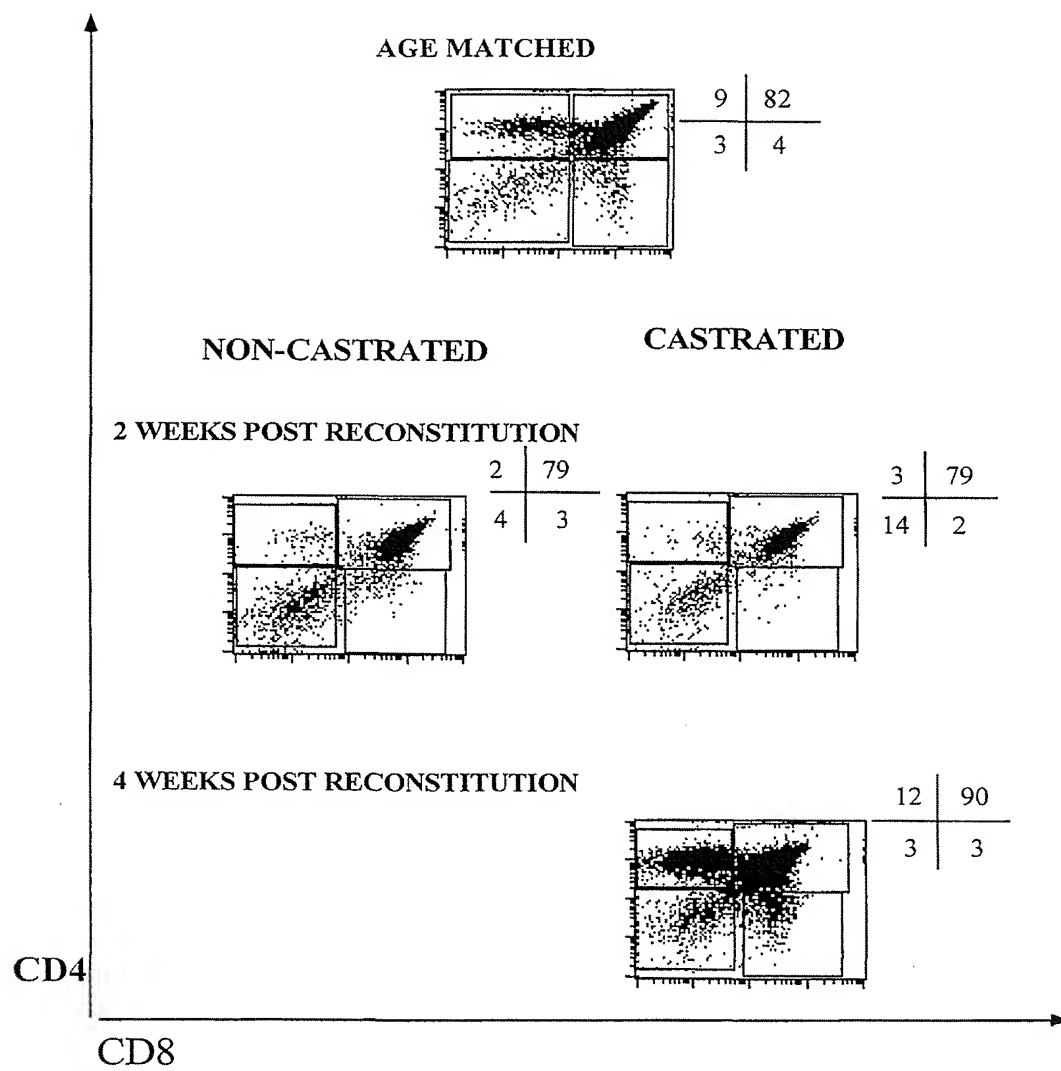 AGE MATCHED
9 82
3 4
NON-CASTRATED CASTRATED
2 WEEKS POST RECONSTITUTION
2 79 3 79
4 3 14 2
4 WEEKS POST RECONSTITUTION
12 90
3 3
CD4
CD8